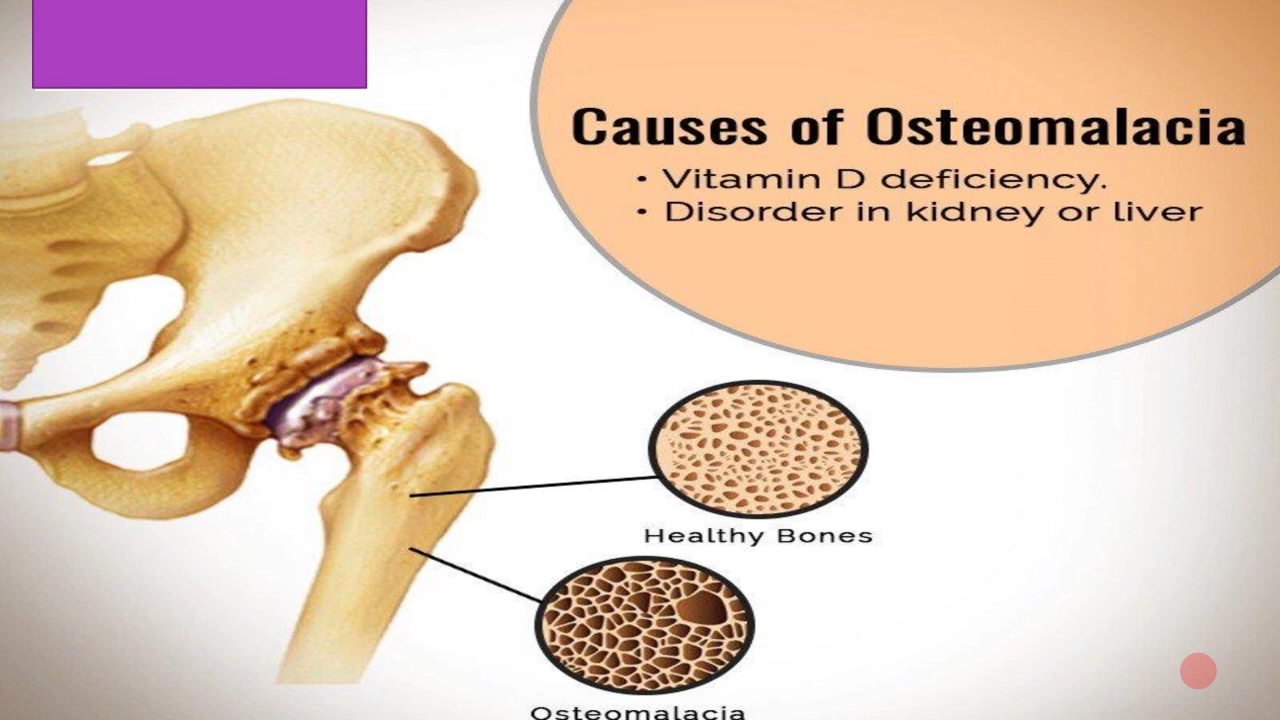 Causes of Osteomalacia
• Vitamin D deficiency.
• Disorder in kidney or liver
Healthy Bones
Osteomalacia